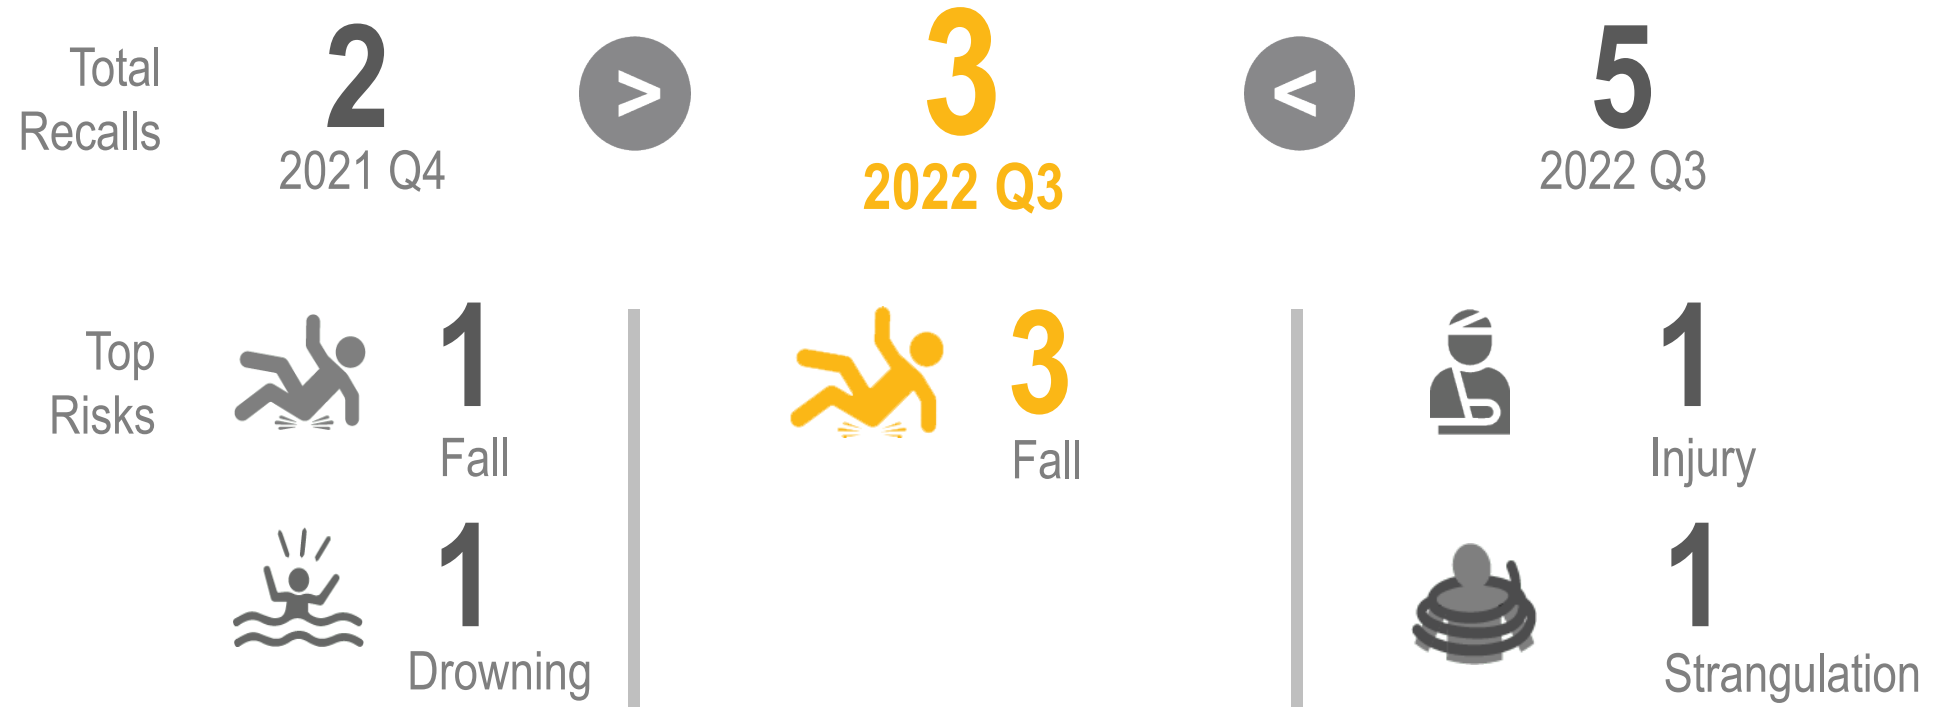 Total
Recalls
2
2021 Q4
>
3
2022 Q3
<
5
2022 Q3
Top
Risks
1
Fall
3
Fall
1
Injury
1
Drowning
1
Strangulation